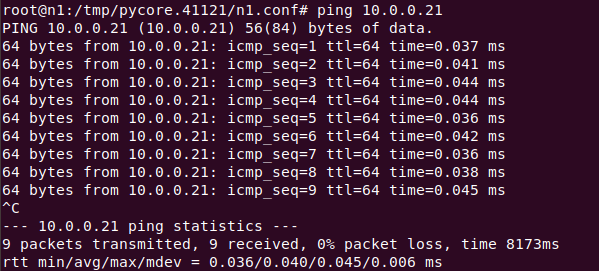 root@n1:/tmp/pycore.41121/n1.conf# ping 10.0.0.21
PING 10.0.0.21 (10.0.0.21) 56(84) bytes of data.
64 bytes from 10.0.0.21: icmp_seq=1 ttl=64 time=0.037 ms
64 bytes from 10.0.0.21: icmp_seq=2 ttl=64 time=0.041 ms
64 bytes from 10.0.0.21: icmp_seq=3 ttl=64 time=0.044 ms
64 bytes from 10.0.0.21: icmp_seq=4 ttl=64 time=0.044 ms
64 bytes from 10.0.0.21: icmp_seq=5 ttl=64 time=0.036 ms
64 bytes from 10.0.0.21: icmp_seq=6 ttl=64 time=0.042 ms
64 bytes from 10.0.0.21: icmp_seq=7 ttl=64 time=0.036 ms
64 bytes from 10.0.0.21: icmp_seq=8 ttl=64 time=0.038 ms
64 bytes from 10.0.0.21: icmp_seq=9 ttl=64 time=0.045 ms
^C
--- 10.0.0.21 ping statistics ---
9 packets transmitted, 9 received, 0% packet loss, time 8173ms
rtt min/avg/max/mdev = 0.036/0.040/0.045/0.006 ms